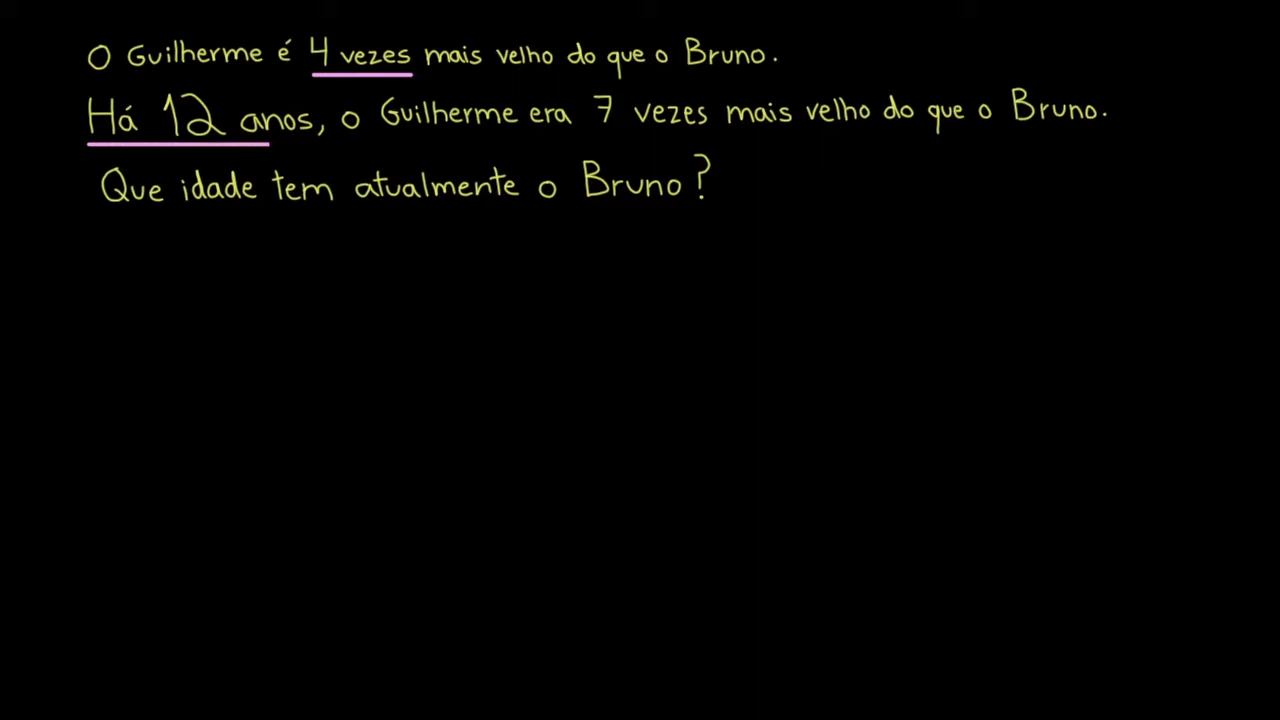 O Guilherme é 4 vezes mais velho do que o Bruno.
Há 12 anos, o Guilherme era 7 vezes mais velho do que o Bruno.
Que idade tem atualmente o Bruno?